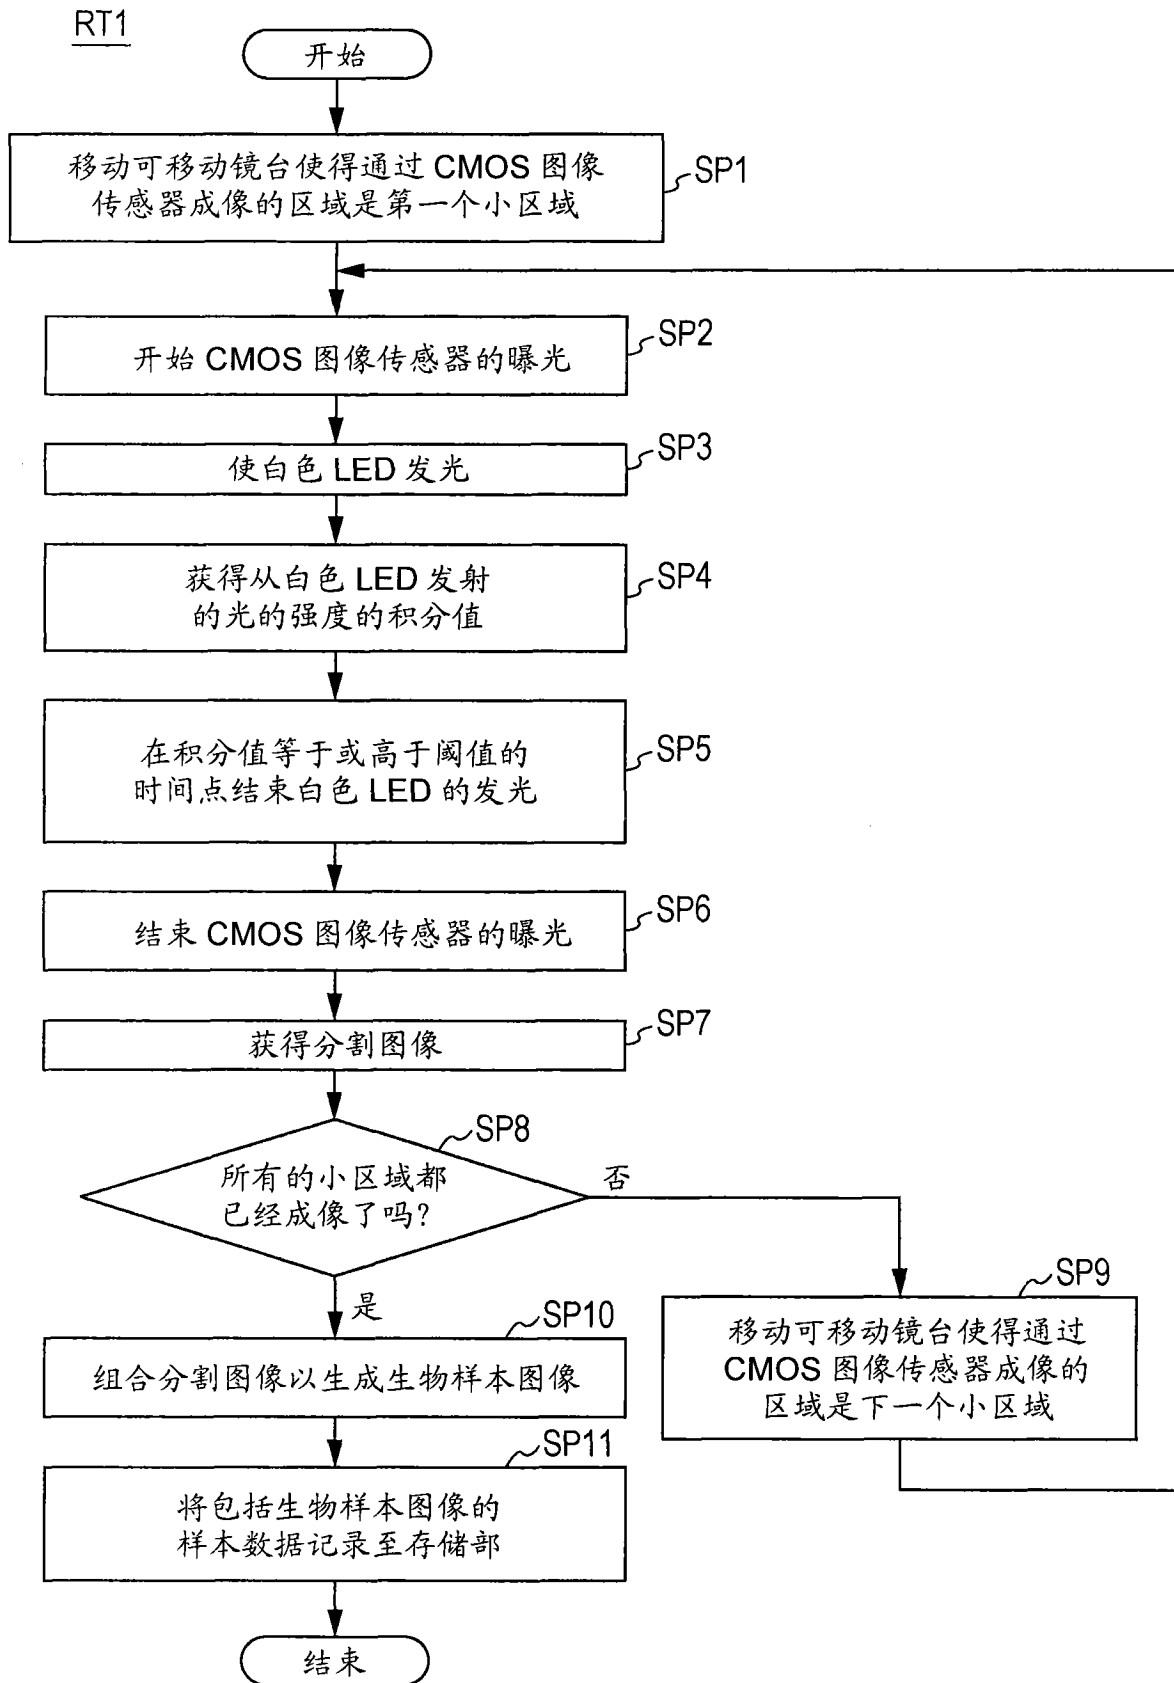 RT1
开始
移动可移动镜台使得通过 CMOS 图像
传感器成像的区域是第一个小区域
SP1
开始 CMOS 图像传感器的曝光
SP2
使白色 LED 发光
SP3
获得从白色 LED 发射
的光的强度的积分值
SP4
在积分值等于或高于阈值的
时间点结束白色 LED 的发光
SP5
结束 CMOS 图像传感器的曝光
SP6
获得分割图像
SP7
所有的小区域都
已经成像了吗?
SP8
否
是
移动可移动镜台使得通过
CMOS 图像传感器成像的
区域是下一个小区域
SP9
组合分割图像以生成生物样本图像
SP10
将包括生物样本图像的
样本数据记录至存储部
SP11
结束